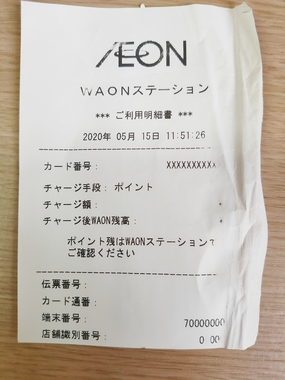 ÆON
WAONステーション
*** ご利用明細書 ***
2020年 05月 15日 11:51:26
カード番号: XXXXXXXXXX
チャージ手段: ポイント
チャージ額:
チャージ後WAON残高:
ポイント残はWAONステーションで
ご確認ください
伝票番号:
カード通番:
端末番号: 70000000
店舗識別番号: 0 00